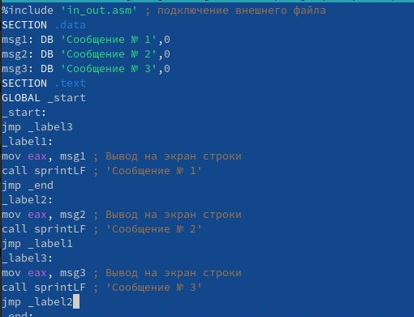 %include 'in_out.asm' ; подключение внешнего файла
SECTION .data
msg1: DB 'Сообщение № 1',0
msg2: DB 'Сообщение № 2',0
msg3: DB 'Сообщение № 3',0
SECTION .text
GLOBAL _start
_start:
jmp _label3
_label1:
mov eax, msg1 ; Вывод на экран строки
call sprintLF ; 'Сообщение № 1'
jmp _end
_label2:
mov eax, msg2 ; Вывод на экран строки
call sprintLF ; 'Сообщение № 2'
jmp _label1
_label3:
mov eax, msg3 ; Вывод на экран строки
call sprintLF ; 'Сообщение № 3'
jmp _label2
_end: